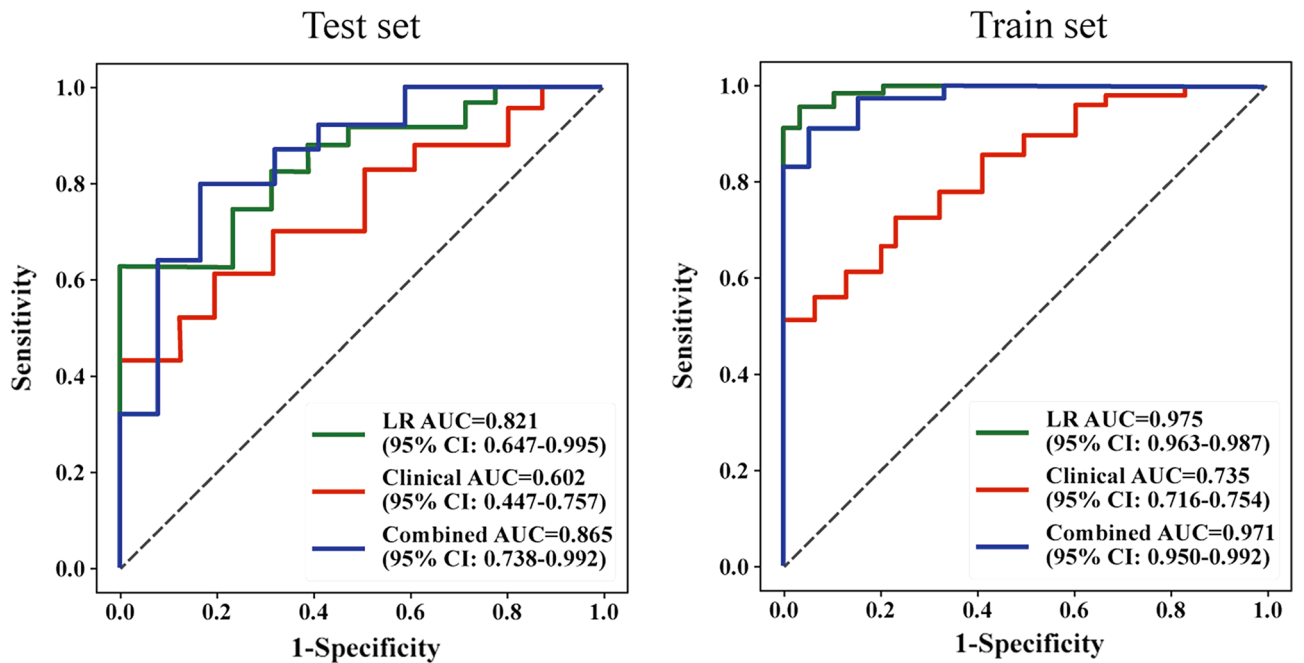 Test set
Sensitivity
1.0
0.8
0.6
0.4
0.2
0.0
LR AUC=0.821
(95% CI: 0.647-0.995)
Clinical AUC=0.602
(95% CI: 0.447-0.757)
Combined AUC=0.865
(95% CI: 0.738-0.992)
0.0 0.2 0.4 0.6 0.8 1.0
1-Specificity
Train set
Sensitivity
1.0
0.8
0.6
0.4
0.2
0.0
LR AUC=0.975
(95% CI: 0.963-0.987)
Clinical AUC=0.735
(95% CI: 0.716-0.754)
Combined AUC=0.971
(95% CI: 0.950-0.992)
0.0 0.2 0.4 0.6 0.8 1.0
1-Specificity